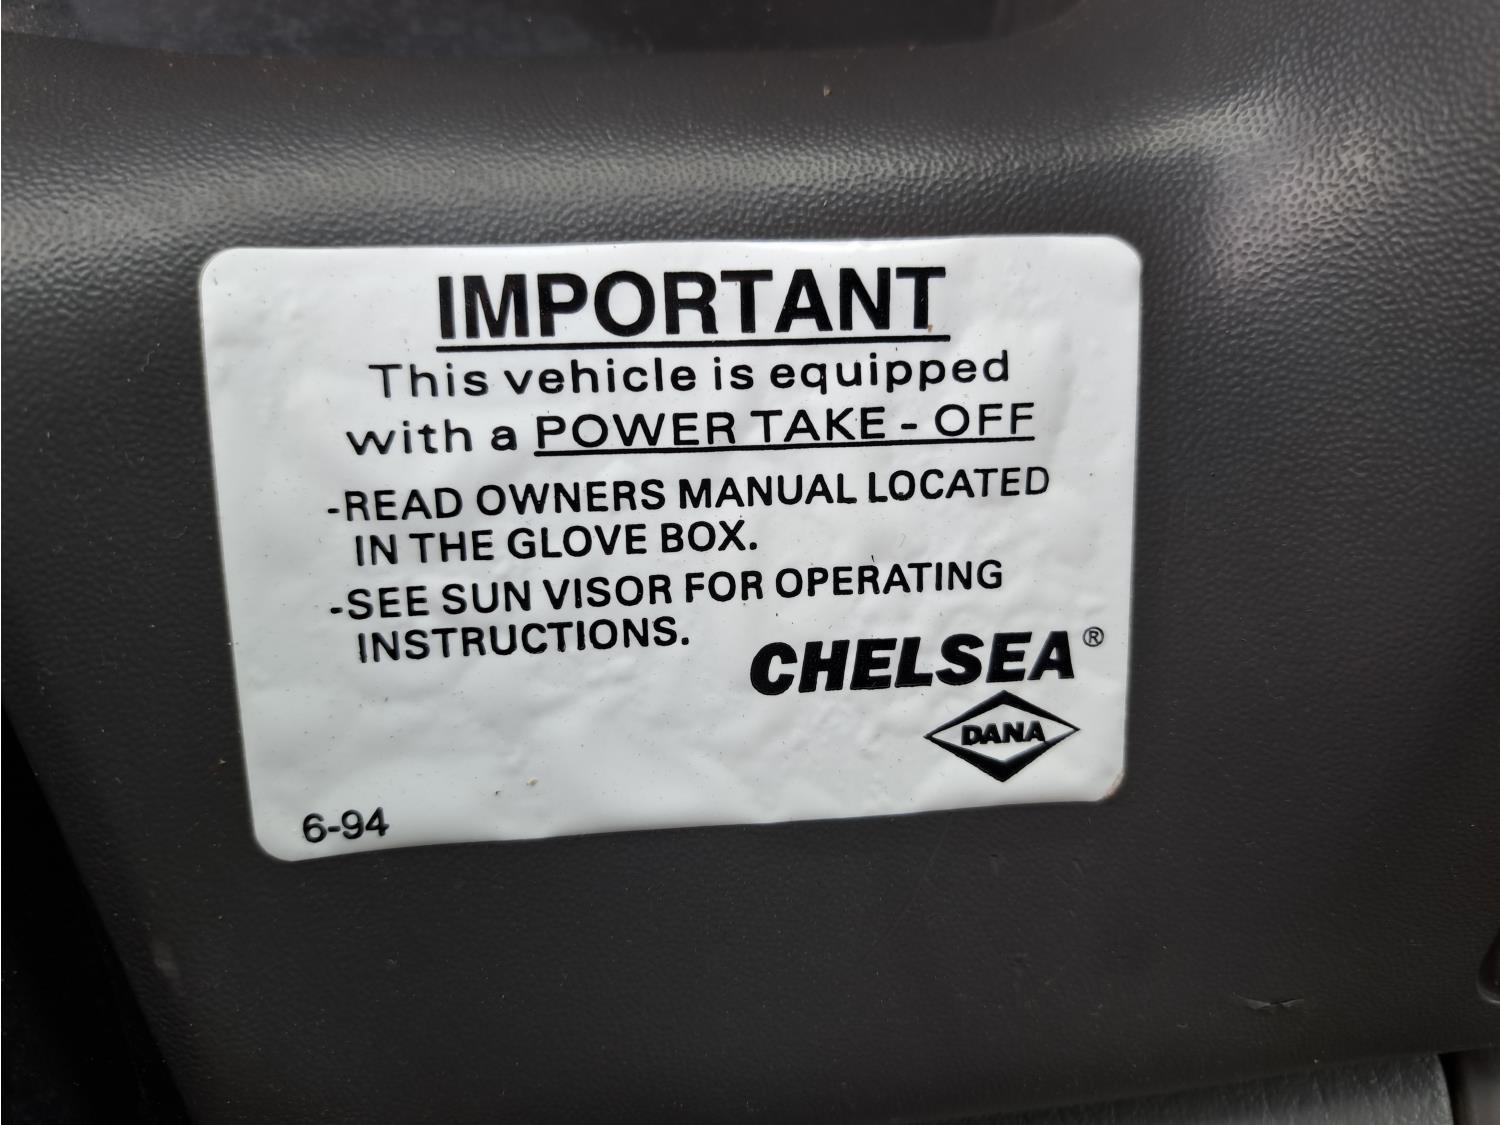 IMPORTANT
This vehicle is equipped
with a POWER TAKE - OFF
-READ OWNERS MANUAL LOCATED
IN THE GLOVE BOX.
-SEE SUN VISOR FOR OPERATING
INSTRUCTIONS.
CHELSEA®
DANA
6-94